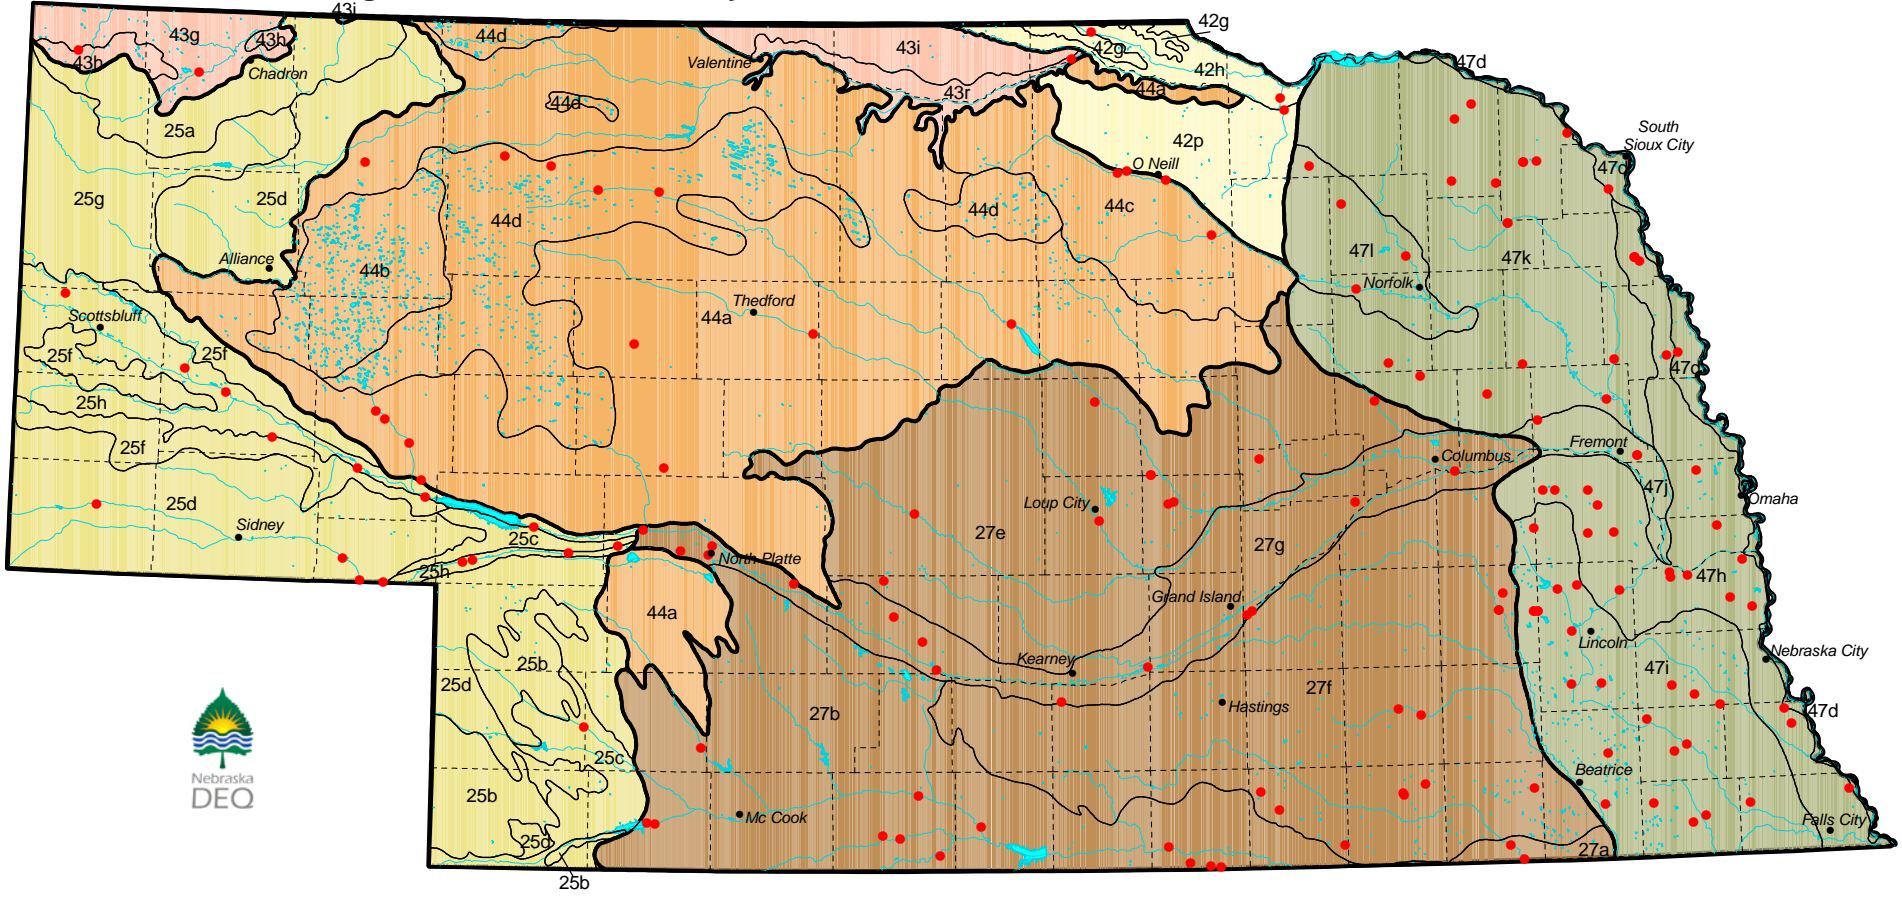 43i
42g
44d
43g
43h
43i
42g
Valentine
43h
Chadron
42h
47d
43r
44a
44d
25a
42p
South
Sioux City
O Neill
47d
25g
25d
44d
44d
44c
Alliance
44b
47l
47k
Norfolk
Thedford
Scottsbluff
44a
25f
25f
47d
25h
25f
Fremont
Columbus
25d
Loup City
47j
Omaha
Sidney
25c
27e
27g
25h
North Platte
47h
44a
Grand Island
Lincoln
Kearney
Nebraska City
25b
25d
47i
27f
27b
Hastings
47d
25c
Beatrice
Nebraska
DEQ
25b
Mc Cook
Falls City
25d
27a
25b